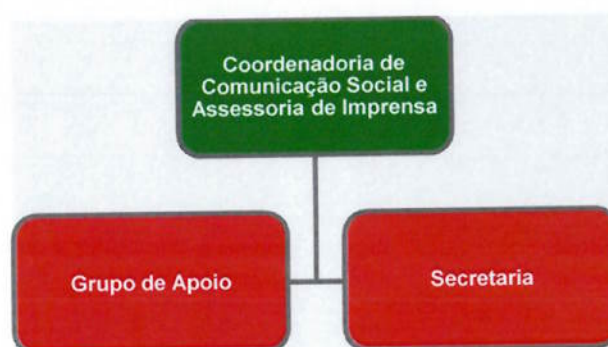 Coordenadoria de
Comunicação Social e
Assessoria de Imprensa
Grupo de Apoio
Secretaria